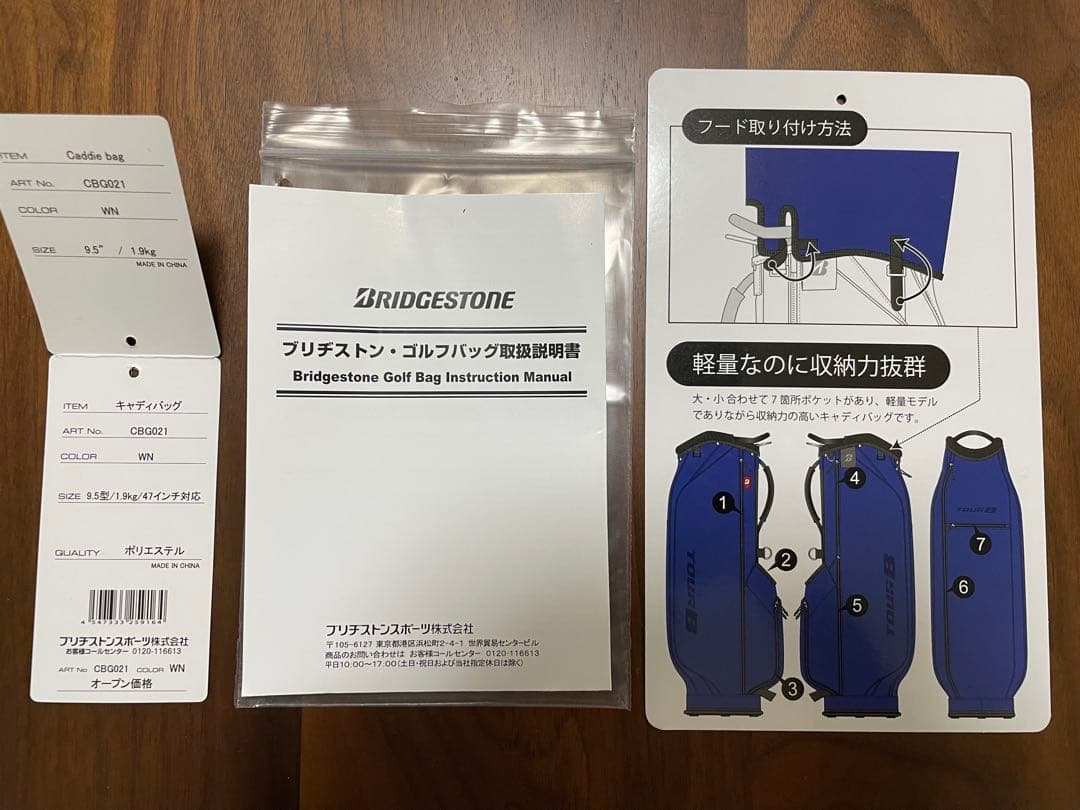 ITEM Caddie bag
ART No. CBG021
COLOR WN
SIZE 9.5" / 1.9kg
MADE IN CHINA
ITEM キャディバッグ
ART No. CBG021
COLOR WN
SIZE 9.5型/1.9kg/47インチ対応
QUALITY ポリエステル
MADE IN CHINA
ブリヂストンスポーツ株式会社
お客様コールセンター 0120-116613
ART No CBG021 COLOR WN
オープン価格
BRIDGESTONE
ブリヂストン・ゴルフバッグ取扱説明書
Bridgestone Golf Bag Instruction Manual
ブリヂストンスポーツ株式会社
〒105-6127 東京都港区浜松町2-4-1 世界貿易センタービル
商品のお問い合わせは お客様コールセンター 0120-116613
平日10:00〜17:00(土日・祝日および当社指定休日は除く)
フード取り付け方法
B
軽量なのに収納力抜群
大・小 合わせて 7 箇所ポケットがあり、軽量モデル
でありながら収納力の高いキャディバッグです。
1
2
3
4
5
6
7
TOUR B
TOUR B
TOUR B